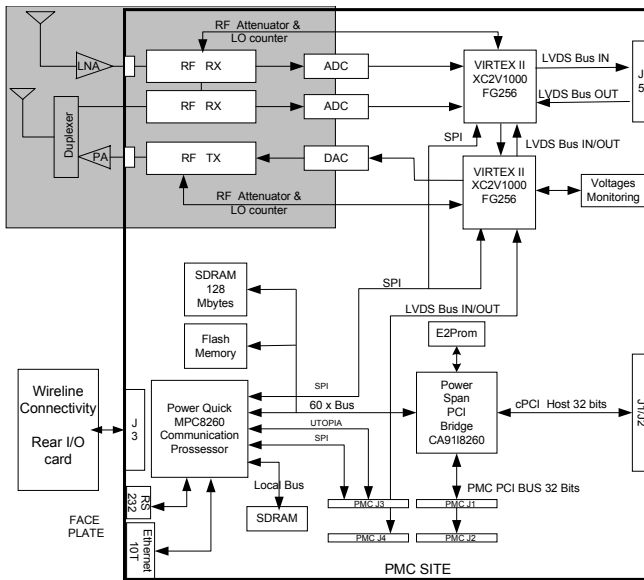 RF Attenuator &
LO counter
LNA
RF RX
ADC
VIRTEX II
XC2V1000
FG256
LVDS Bus IN
J
5
LVDS Bus OUT
RF RX
ADC
Duplexer
SPI
LVDS Bus IN/OUT
PA
RF TX
DAC
VIRTEX II
XC2V1000
FG256
Voltages
Monitoring
RF Attenuator &
LO counter
SDRAM
128
Mbytes
SPI
LVDS Bus IN/OUT
E2Prom
Flash
Memory
Wireline
Connectivity
Rear I/O
card
J
3
Power Quick
MPC8260
Communication
Prossessor
SPI
60 x Bus
UTOPIA
SPI
Power
Span
PCI
Bridge
CA91I8260
cPCI Host 32 bits
J1/J2
Local Bus
PMC PCI BUS 32 Bits
RS
232
SDRAM
PMC J3
PMC J1
FACE
PLATE
Ethernet
10T
PMC J4
PMC J2
PMC SITE